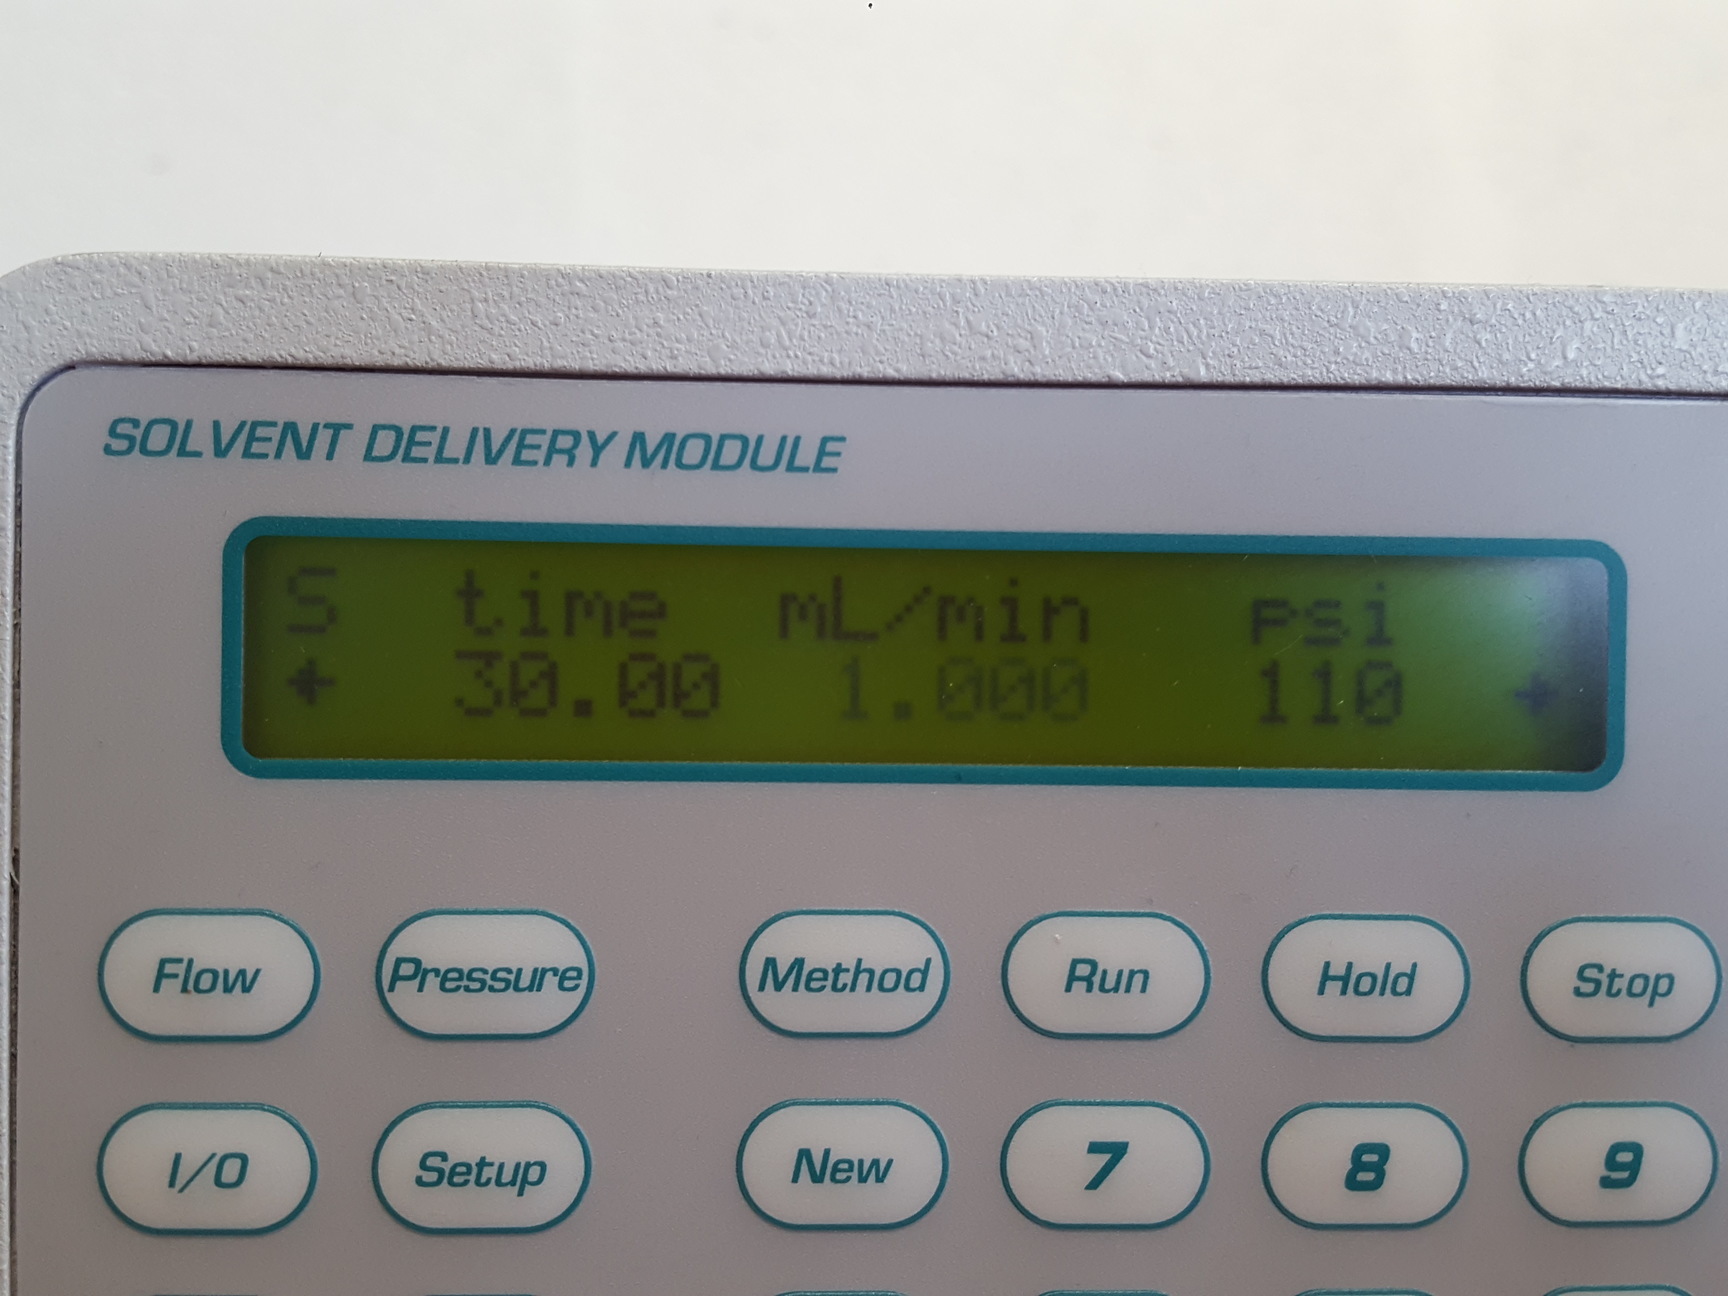 SOLVENT DELIVERY MODULE
S time mL/min psi
30.00 1.000 110
Flow Pressure Method Run Hold Stop
I/O Setup New 7 8 9